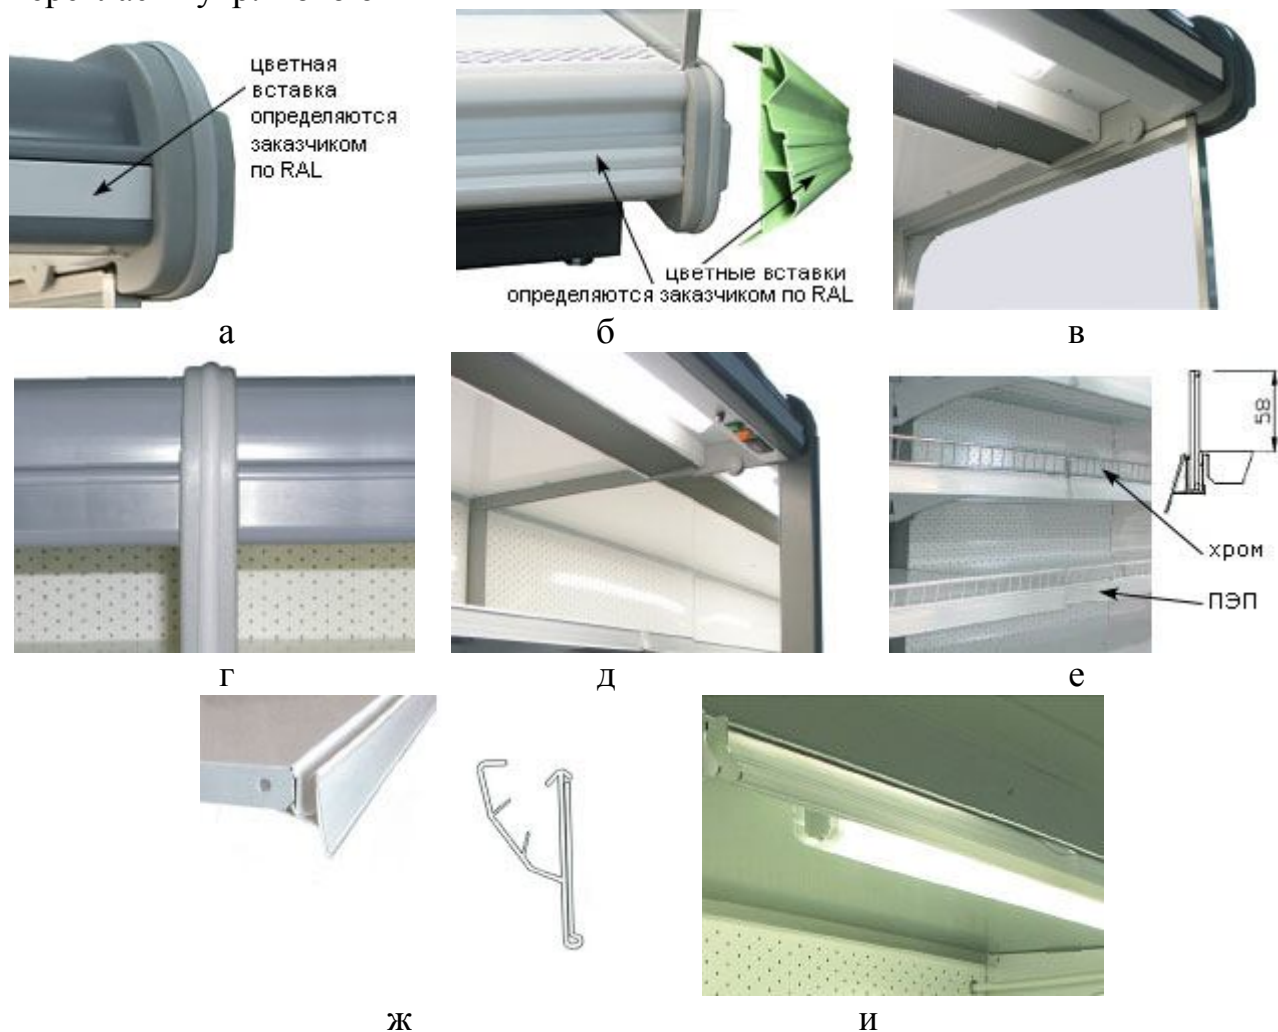 цветная
вставка
определяются
заказчиком
по RAL
цветные вставки
определяются заказчиком по RAL
а
б
в
58
хром
ПЭП
г
д
е
ж
и